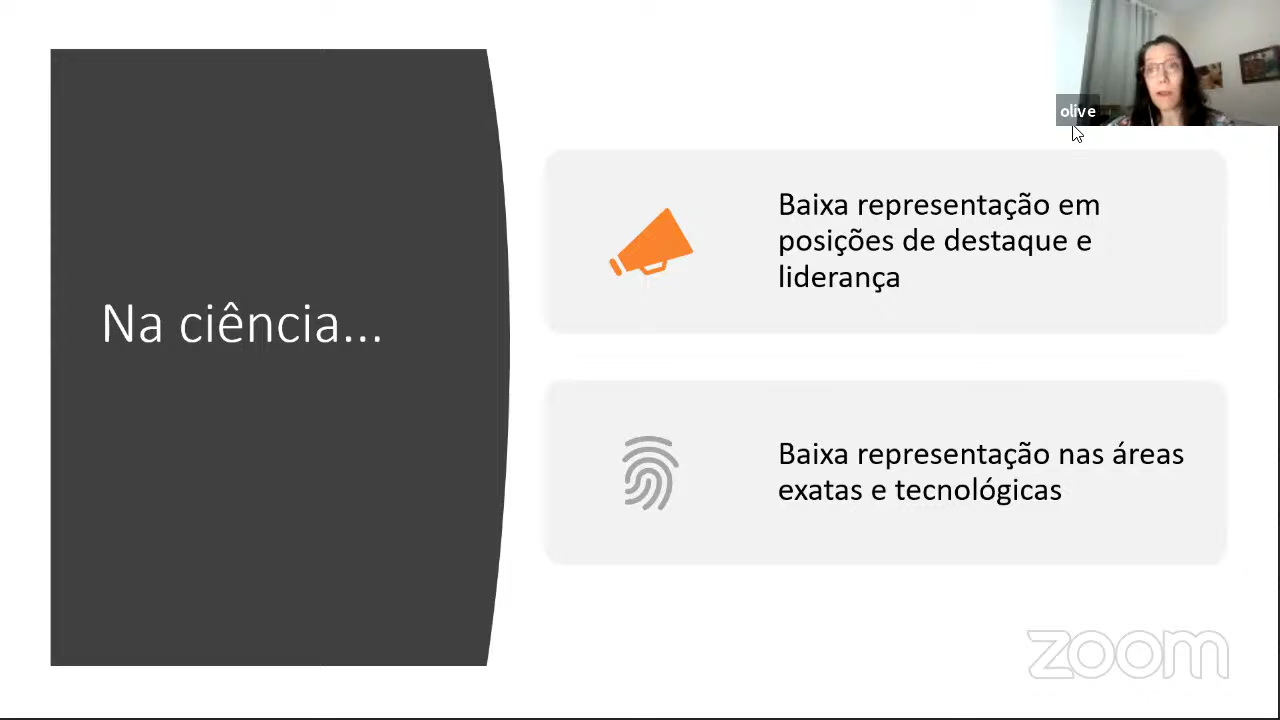 olive
Na ciência...
Baixa representação em
posições de destaque e
liderança
Baixa representação nas áreas
exatas e tecnológicas
zoom